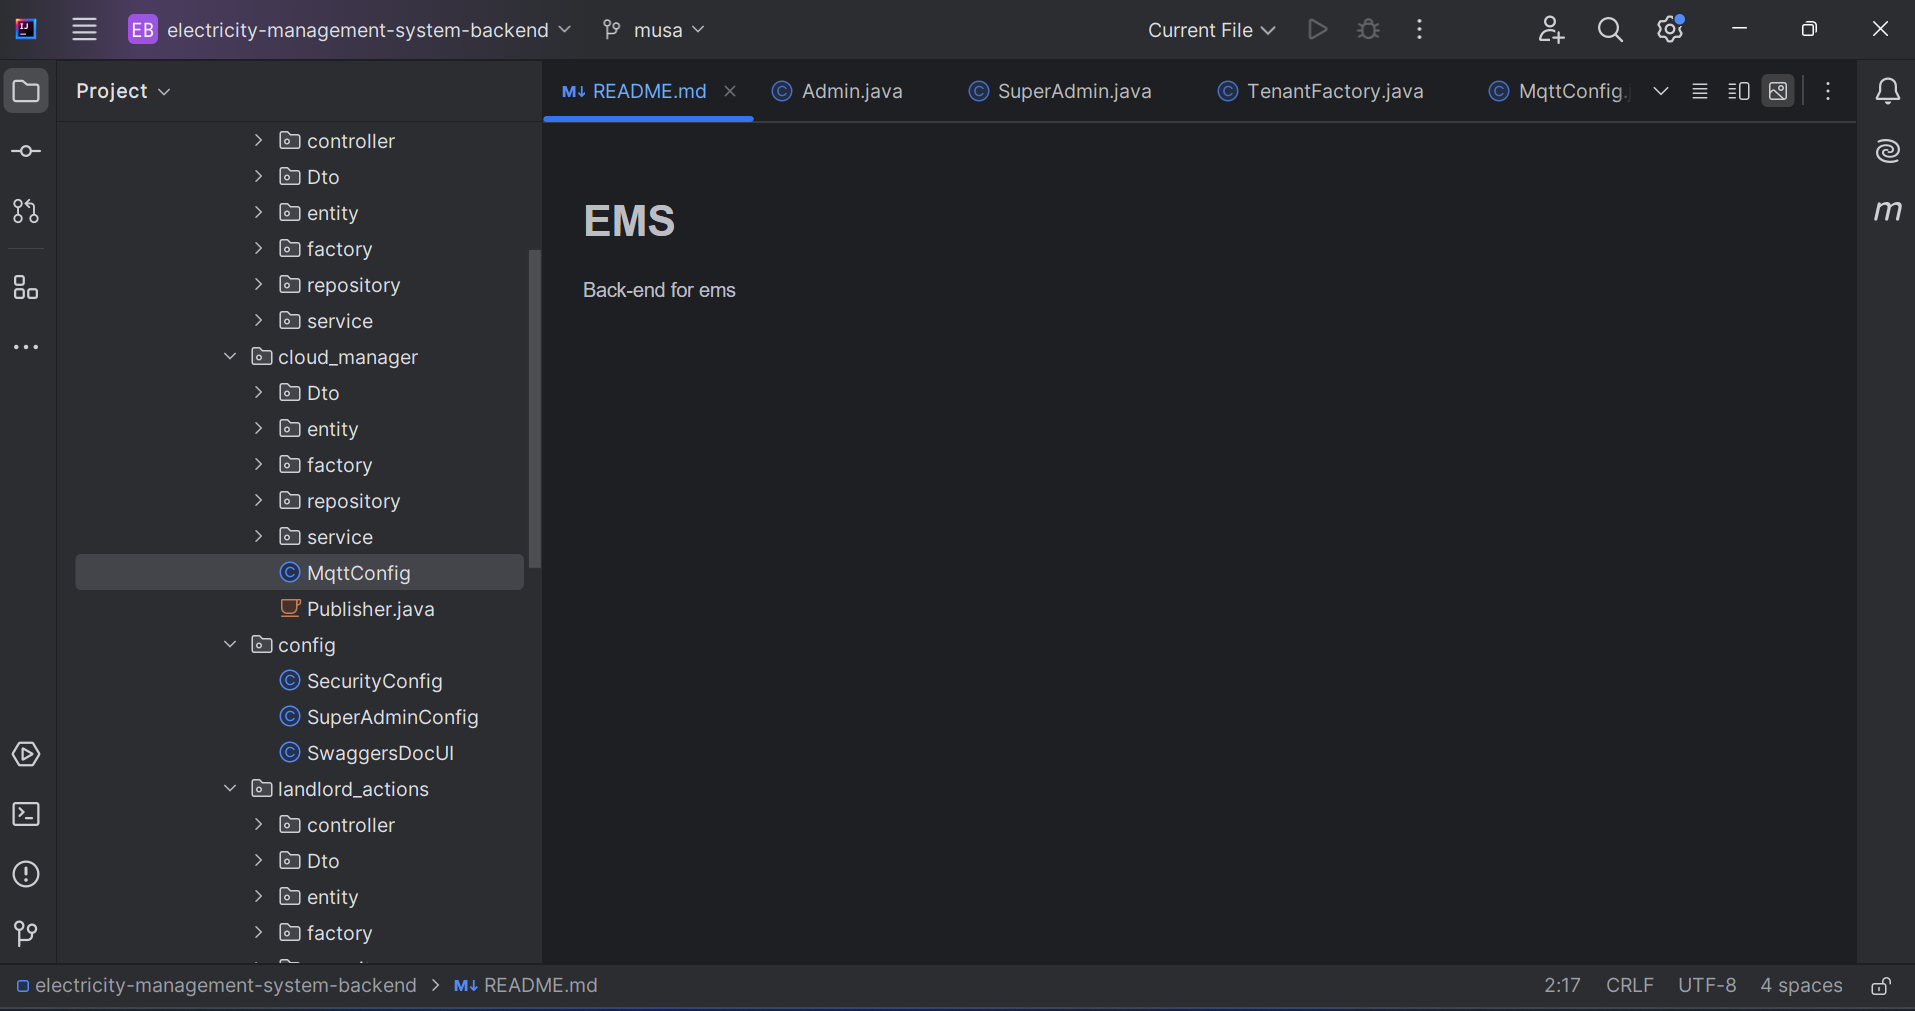 EB electricity-management-system-backend musa Current File
Project
README.md Admin.java SuperAdmin.java TenantFactory.java MqttConfig.
controller
Dto
entity
factory
repository
service
cloud_manager
Dto
entity
factory
repository
service
MqttConfig
Publisher.java
config
SecurityConfig
SuperAdminConfig
SwaggersDocUI
landlord_actions
controller
Dto
entity
factory
EMS
Back-end for ems
electricity-management-system-backend > README.md 2:17 CRLF UTF-8 4 spaces